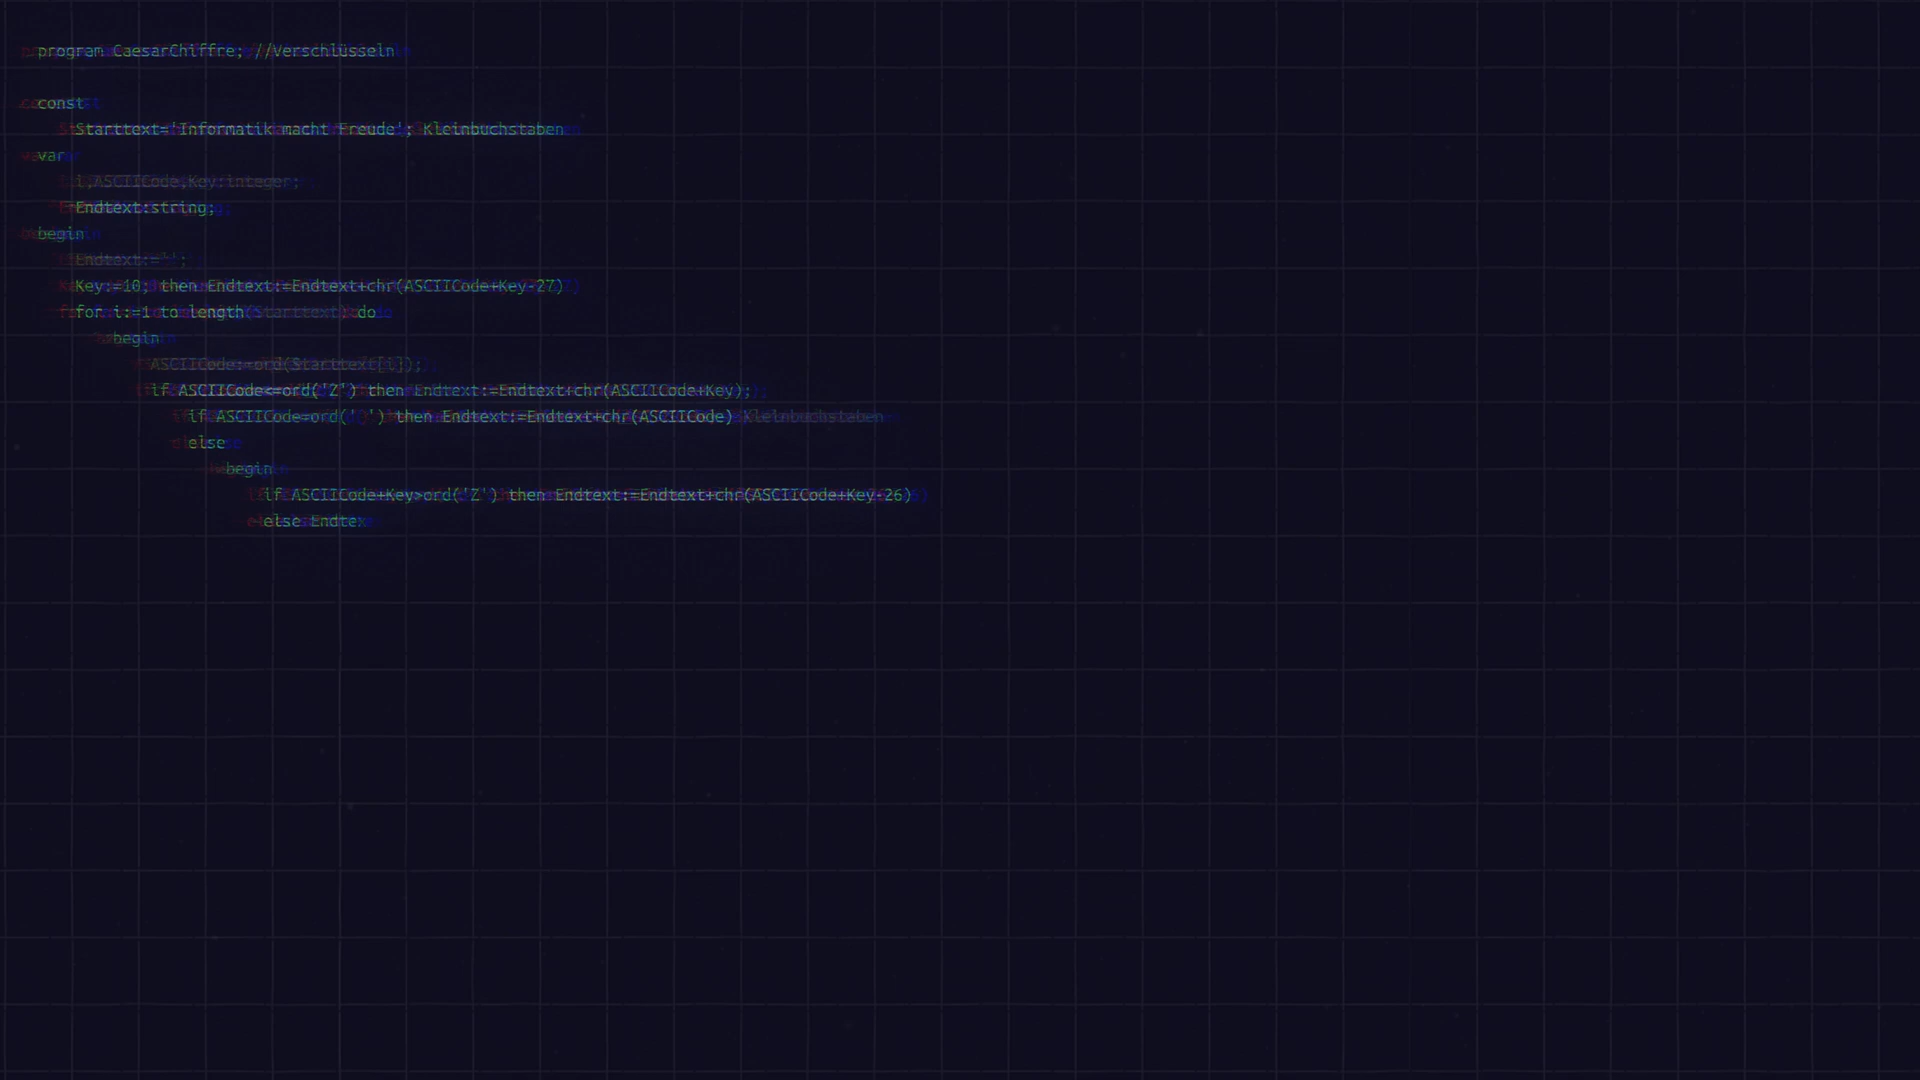 program CaesarChiffre; //Verschlüsseln
const
Starttext='Informatik macht Freude'; Kleinbuchstaben
var
i,ASCIICode,Key:integer;
Endtext:string;
begin
Endtext:='';
Key:=10; then Endtext:=Endtext+chr(ASCIICode+Key-27)
for i:=1 to length(Starttext) do
begin
ASCIICode:=ord(Starttext[i]);
if ASCIICode<=ord('Z') then Endtext:=Endtext+chr(ASCIICode+Key);
if ASCIICode=ord(' ') then Endtext:=Endtext+chr(ASCIICode) Kleinbuchstaben
else
begin
if ASCIICode+Key>ord('Z') then Endtext:=Endtext+chr(ASCIICode+Key-26)
else Endtex